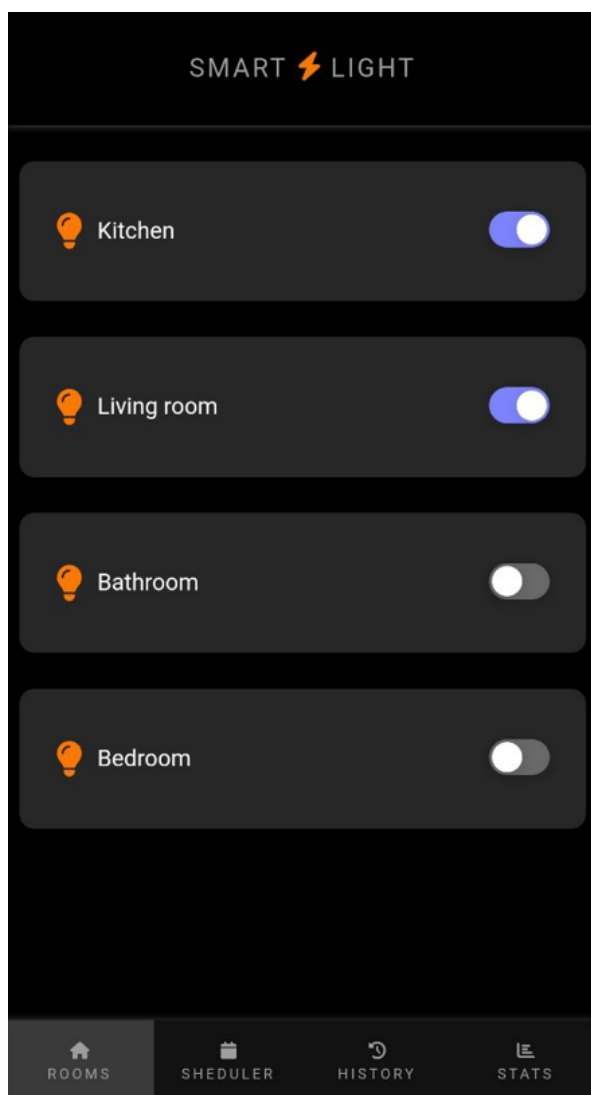 SMART LIGHT
Kitchen
Living room
Bathroom
Bedroom
ROOMS SHEDULER HISTORY STATS